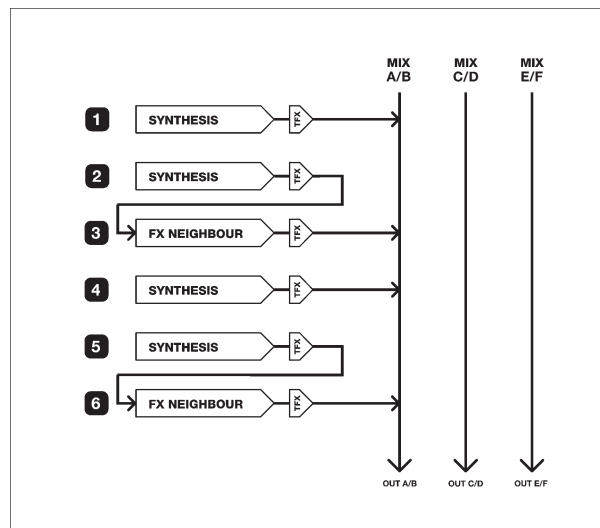 MIX A/B
MIX C/D
MIX E/F
1 SYNTHESIS TFX
2 SYNTHESIS TFX
3 FX NEIGHBOUR TFX
4 SYNTHESIS TFX
5 SYNTHESIS TFX
6 FX NEIGHBOUR TFX
OUT A/B OUT C/D OUT E/F